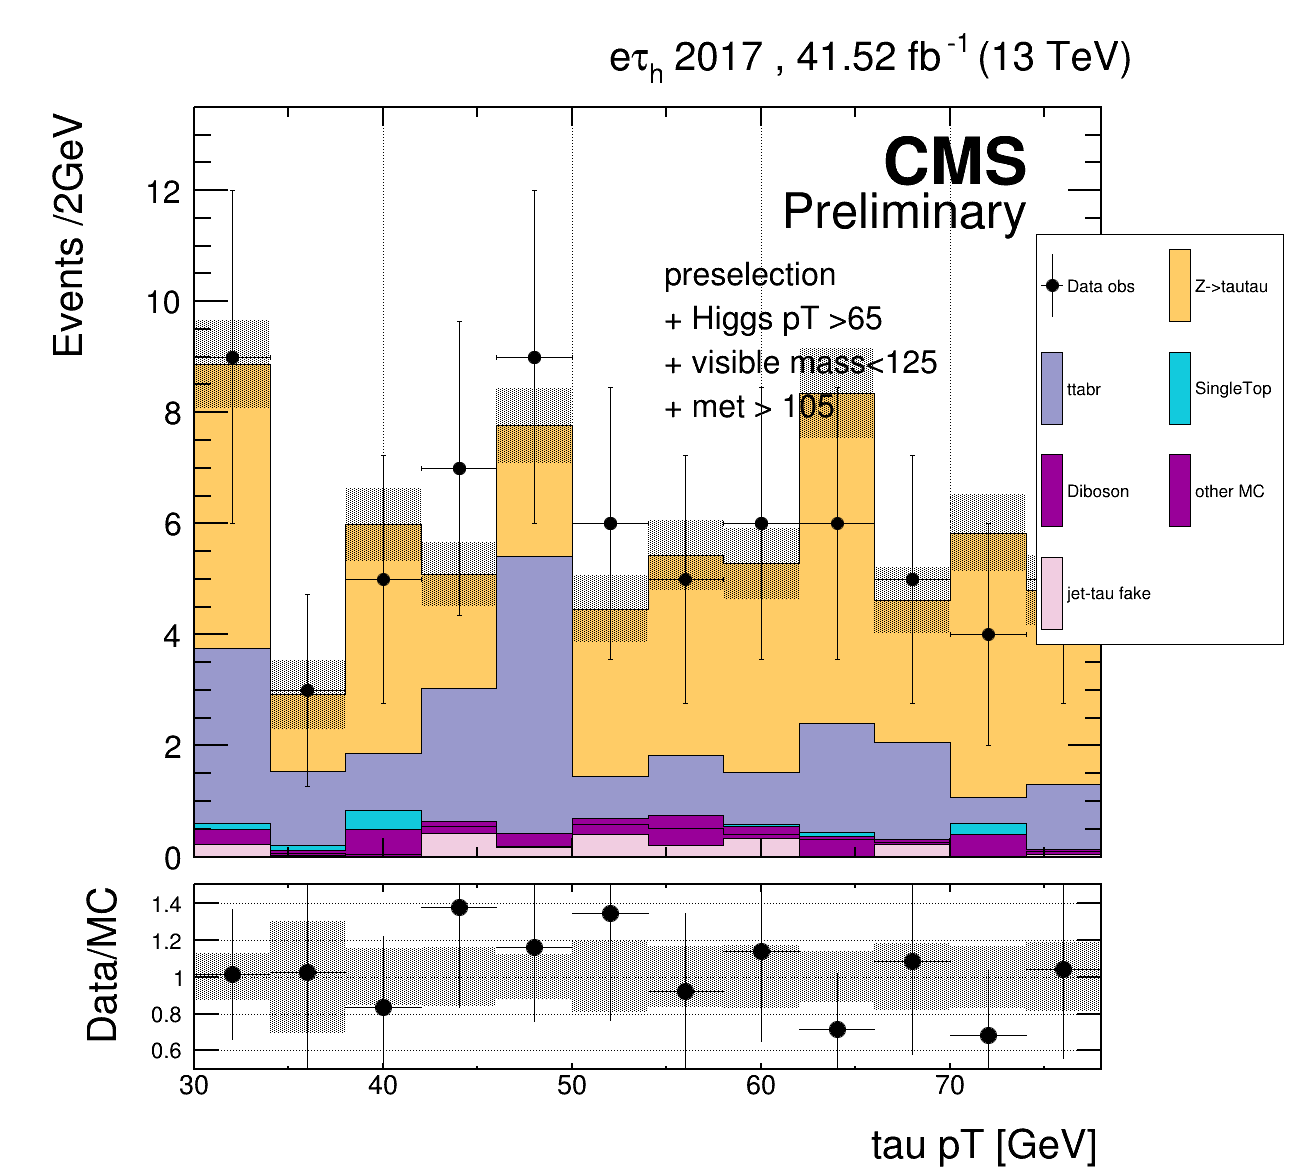 eτh 2017 , 41.52 fb-1 (13 TeV)
Events /2GeV
CMS
Preliminary
preselection
+ Higgs pT >65
+ visible mass<125
+ met > 105
12
10
8
6
4
2
0
Data obs
Z->tautau
ttabr
SingleTop
Diboson
other MC
jet-tau fake
Data/MC
1.4
1.2
1
0.8
0.6
30 40 50 60 70
tau pT [GeV]